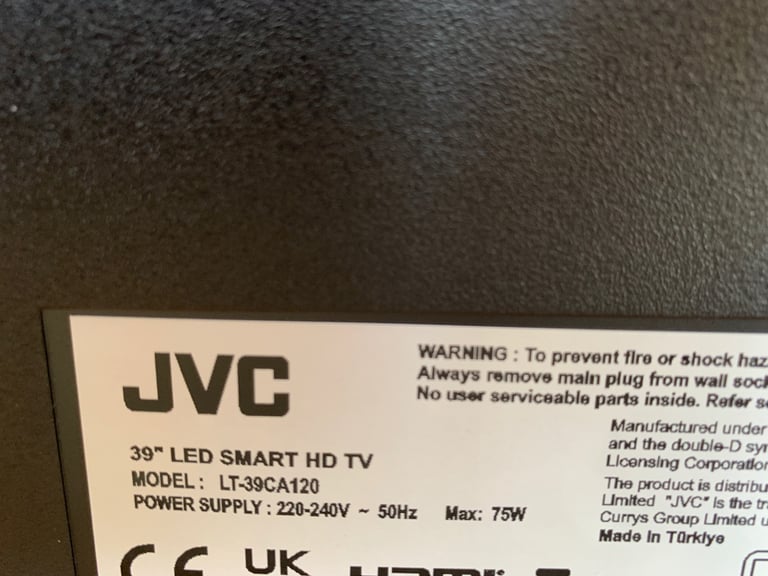 JVC
39" LED SMART HD TV
MODEL : LT-39CA120
POWER SUPPLY : 220-240V ~ 50Hz Max: 75W
CE UK
WARNING : To prevent fire or shock haz
Always remove main plug from wall sock
No user serviceable parts inside. Refer
Manufactured under
and the double-D sy
Licensing Corporation
The product is distribu
Limited "JVC" is the tr
Currys Group Limited u
Made in Türkiye